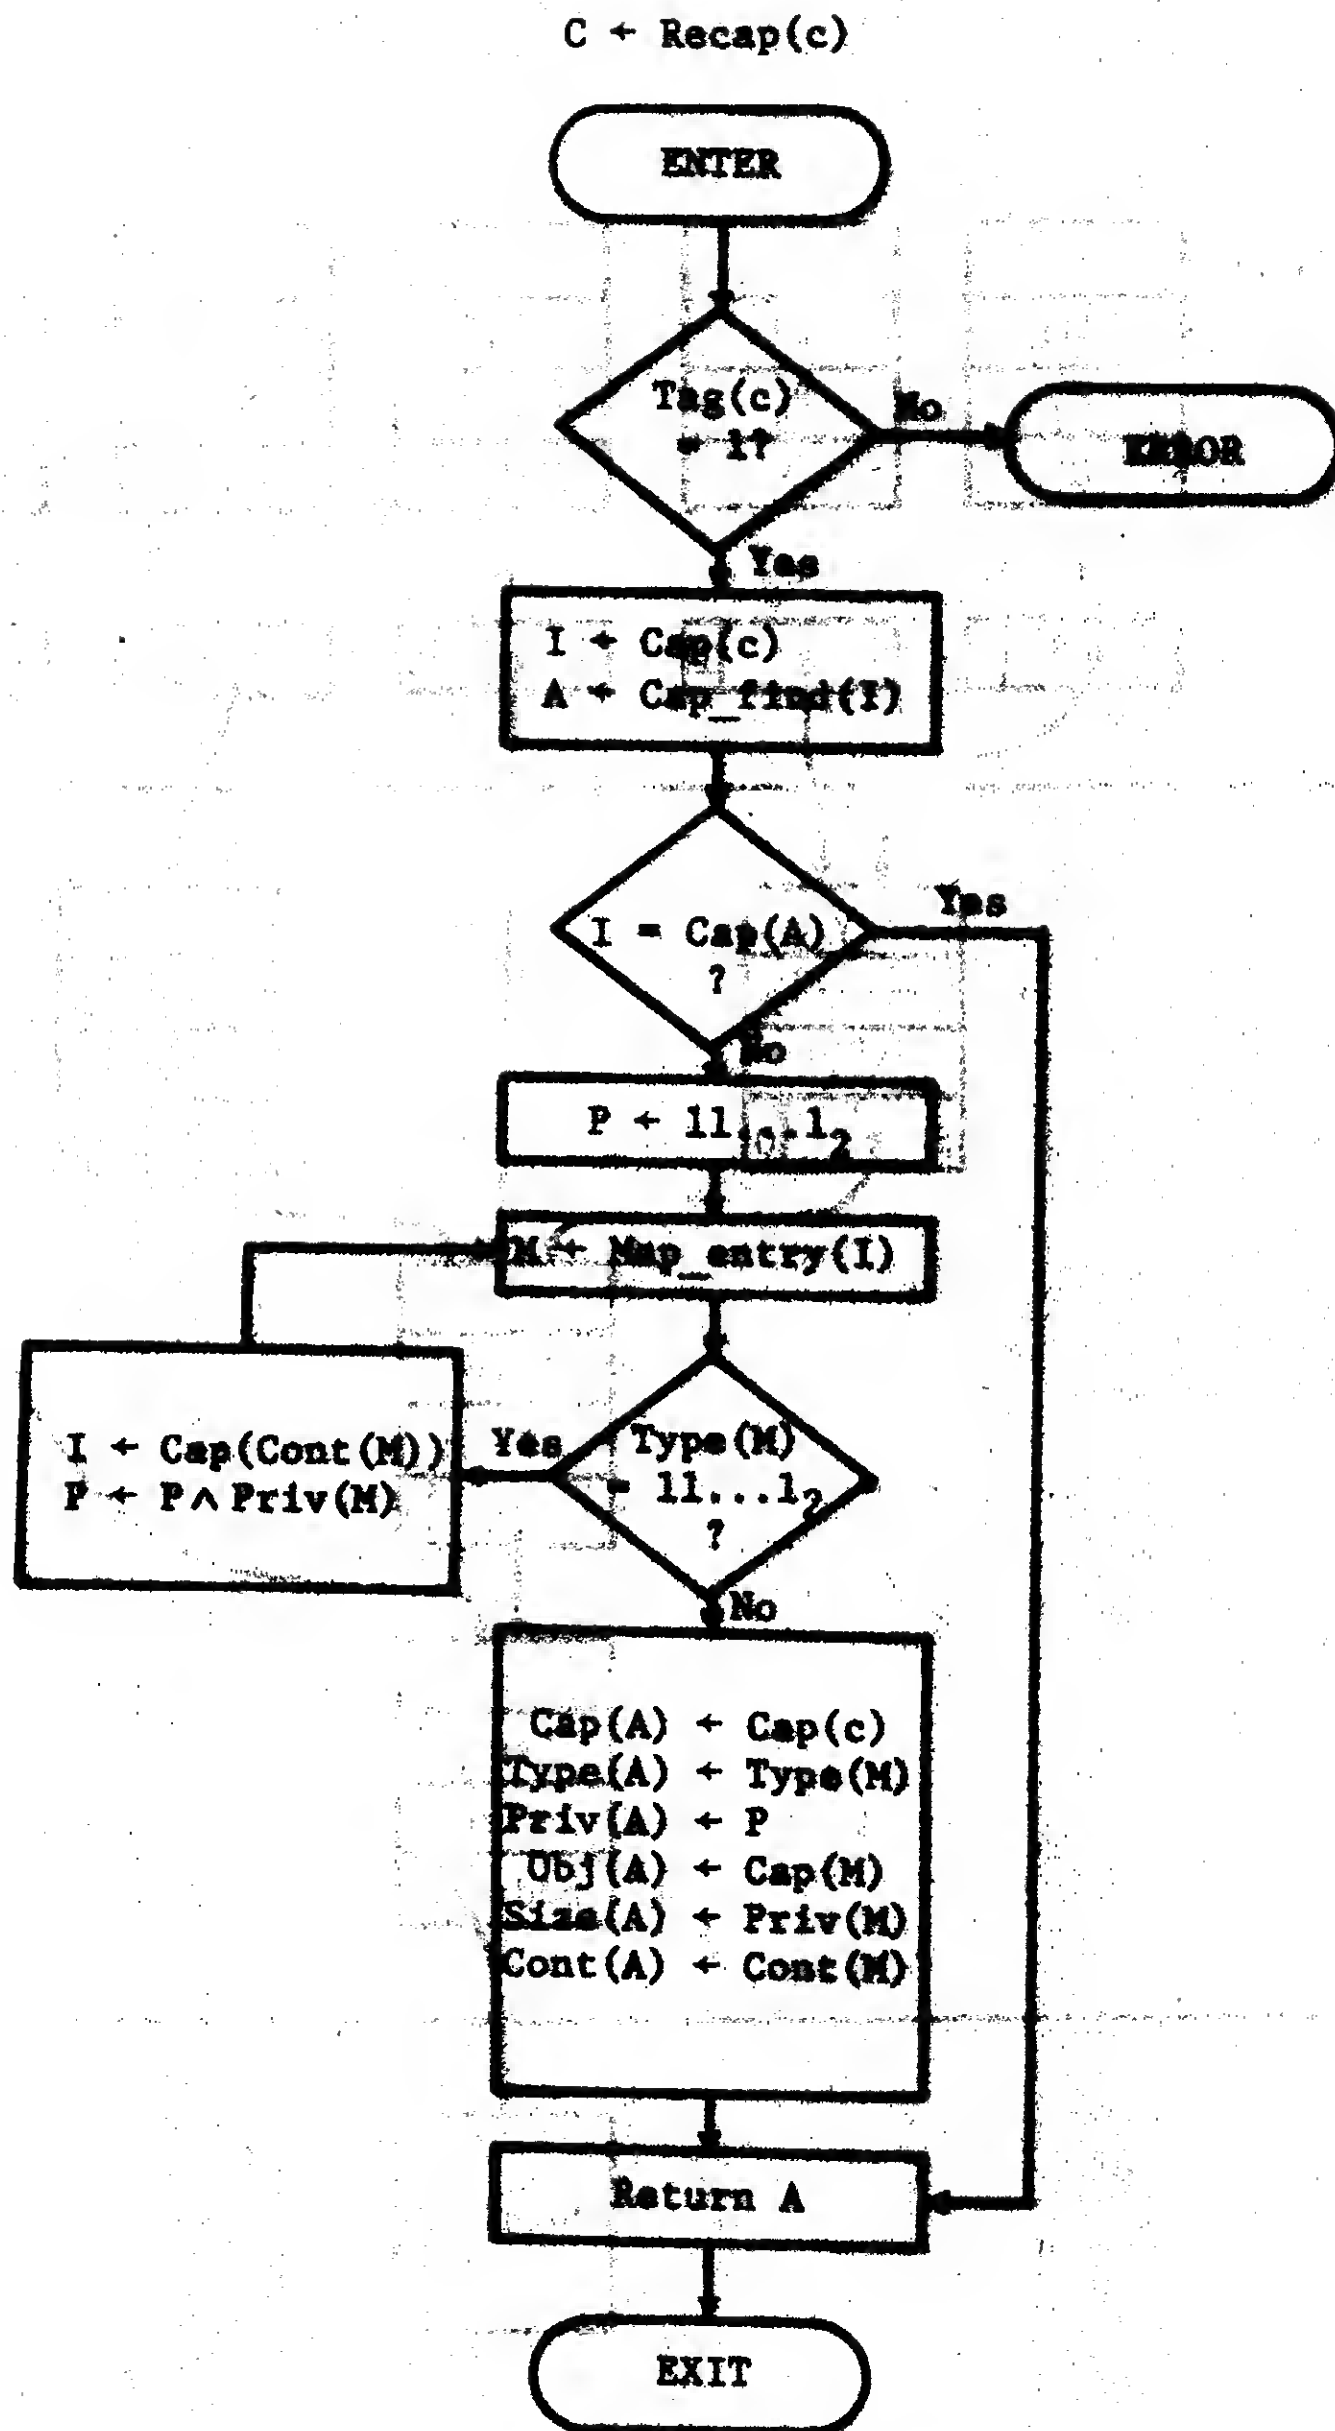 C ← Recap(c)
ENTER
Tag(c)
= 1?
No
ERROR
Yes
I ← Cap(c)
A ← Cap_find(I)
I = Cap(A)
?
Yes
No
P ← 11...1₂
M ← Map_entry(I)
I ← Cap(Cont(M))
P ← P ∧ Priv(M)
Yes
Type(M)
= 11...1₂
?
No
Cap(A) ← Cap(c)
Type(A) ← Type(M)
Priv(A) ← P
Obj(A) ← Cap(M)
Size(A) ← Priv(M)
Cont(A) ← Cont(M)
Return A
EXIT